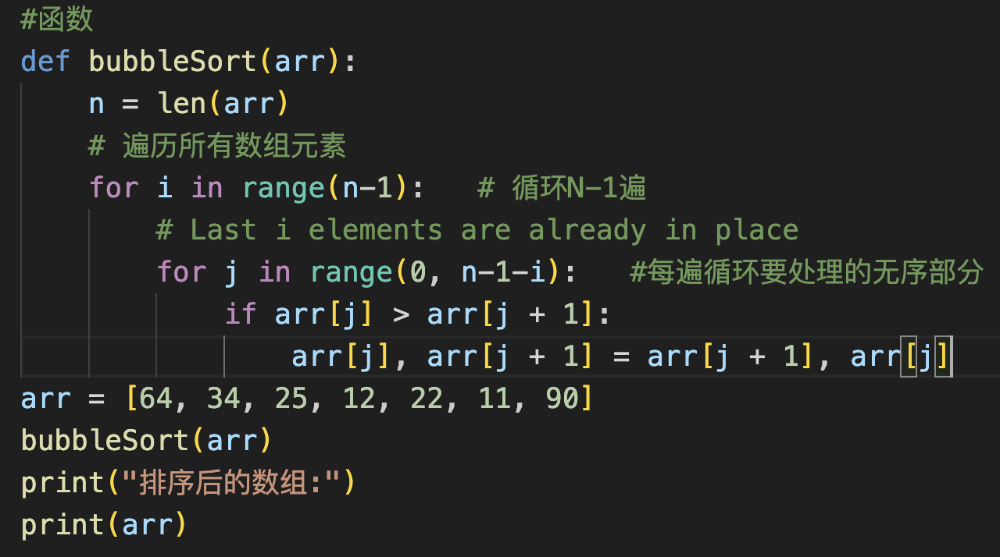 #函数
def bubbleSort(arr):
    n = len(arr)
    # 遍历所有数组元素
    for i in range(n-1):   # 循环N-1遍
        # Last i elements are already in place
        for j in range(0, n-1-i):   #每遍循环要处理的无序部分
            if arr[j] > arr[j + 1]:
                arr[j], arr[j + 1] = arr[j + 1], arr[j]
arr = [64, 34, 25, 12, 22, 11, 90]
bubbleSort(arr)
print("排序后的数组:")
print(arr)